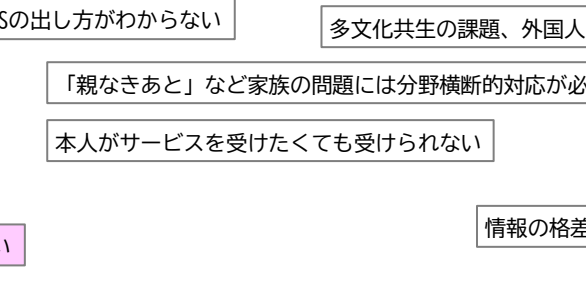 Sの出し方がわからない
多文化共生の課題、外国人
「親なきあと」など家族の問題には分野横断的対応が必
本人がサービスを受けたくても受けられない
情報の格差
い